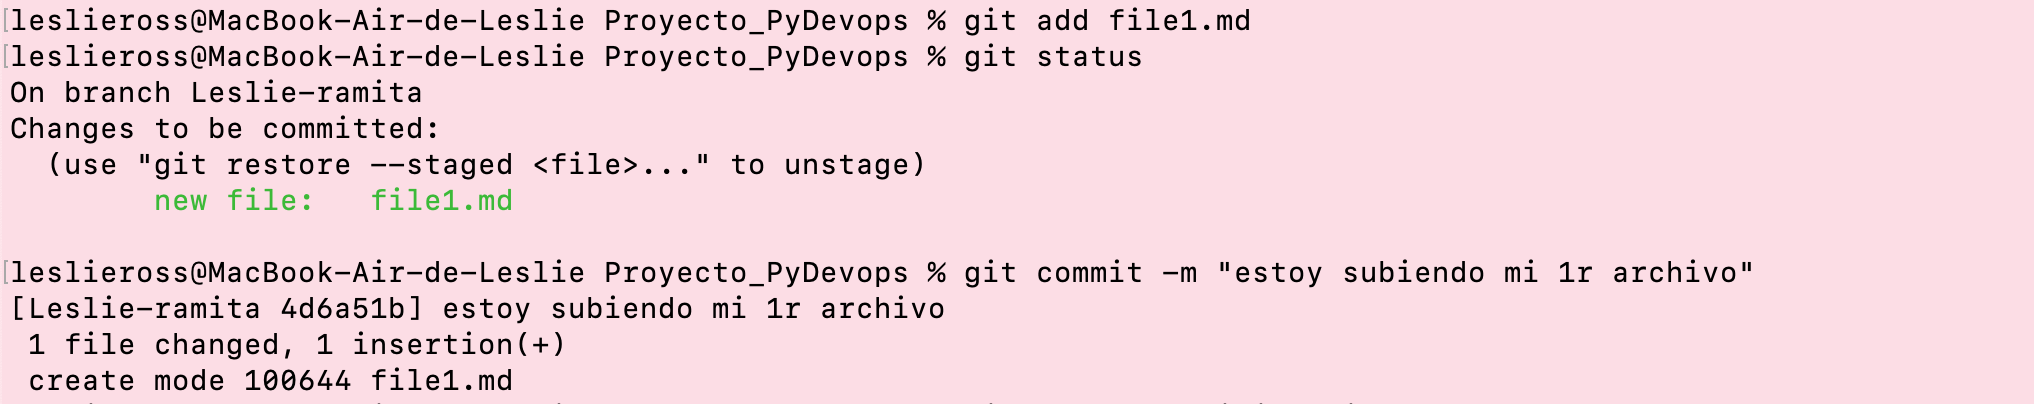 leslieross@MacBook-Air-de-Leslie Proyecto_PyDevops % git add file1.md
leslieross@MacBook-Air-de-Leslie Proyecto_PyDevops % git status
On branch Leslie-ramita
Changes to be committed:
  (use "git restore --staged <file>..." to unstage)
        new file:   file1.md

leslieross@MacBook-Air-de-Leslie Proyecto_PyDevops % git commit -m "estoy subiendo mi 1r archivo"
[Leslie-ramita 4d6a51b] estoy subiendo mi 1r archivo
 1 file changed, 1 insertion(+)
 create mode 100644 file1.md